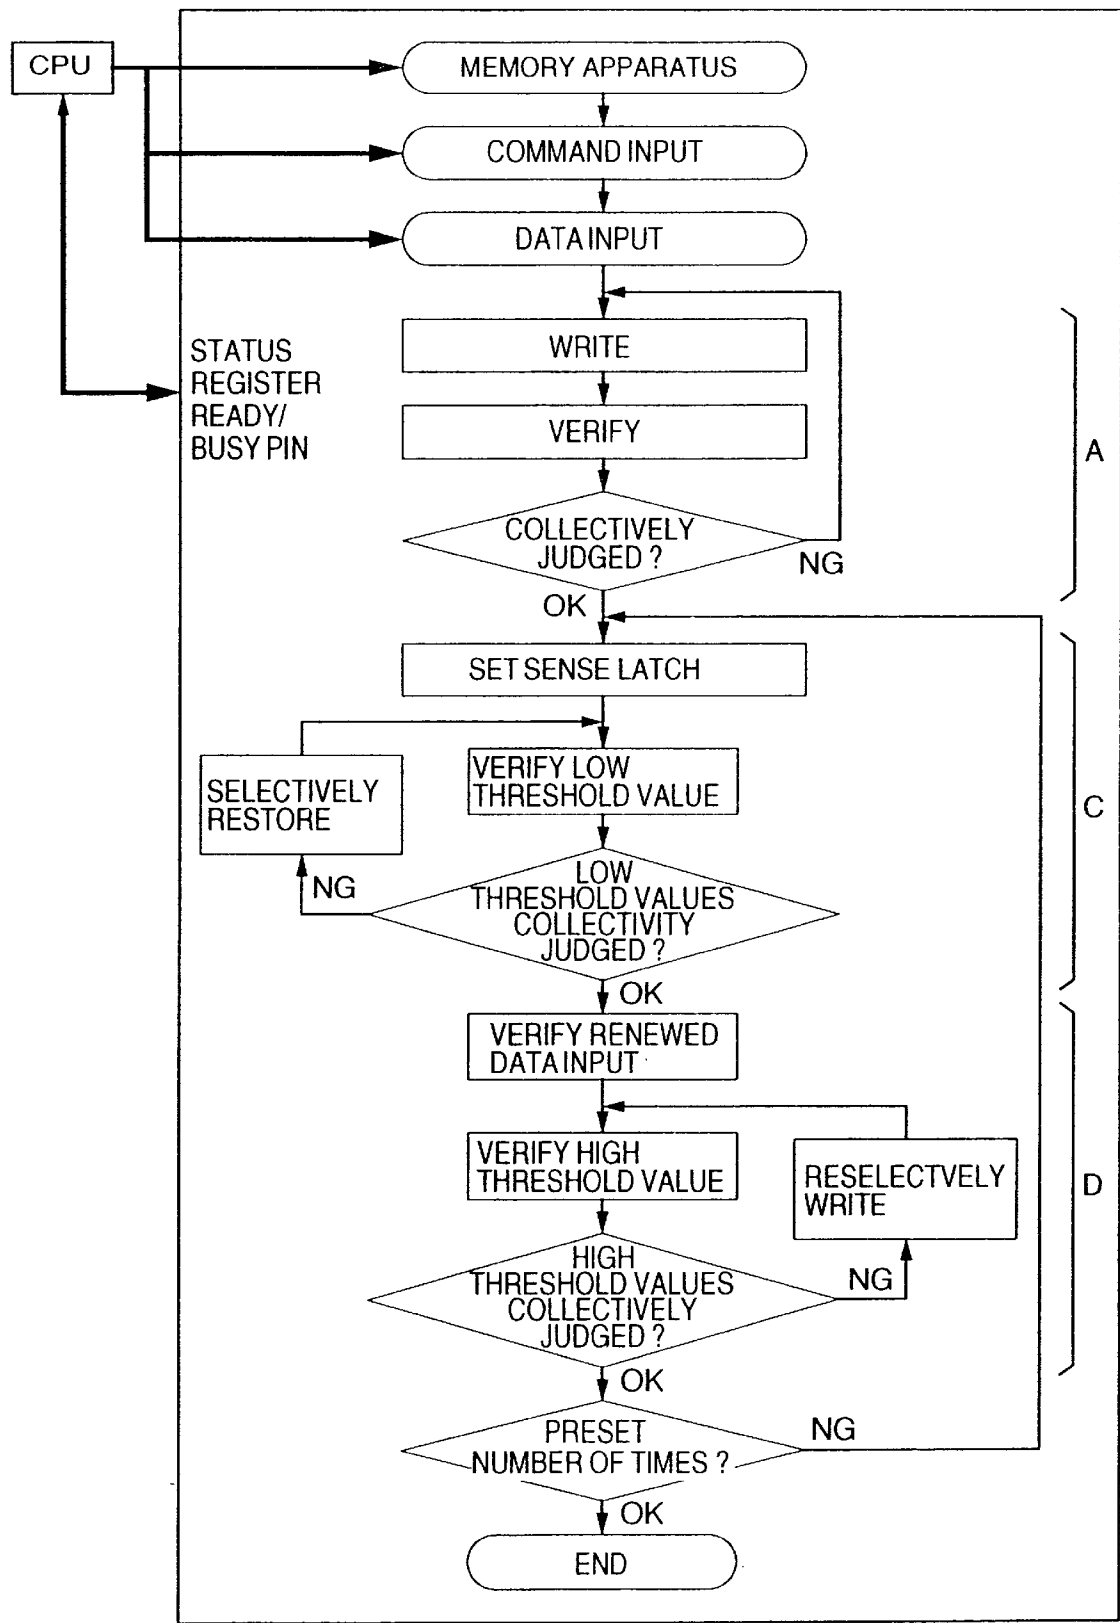 CPU
MEMORY APPARATUS
COMMAND INPUT
DATA INPUT
STATUS
REGISTER
READY/
BUSY PIN
WRITE
VERIFY
A
COLLECTIVELY
JUDGED ?
NG
OK
SET SENSE LATCH
SELECTIVELY
RESTORE
VERIFY LOW
THRESHOLD VALUE
C
NG
LOW
THRESHOLD VALUES
COLLECTIVITY
JUDGED ?
OK
VERIFY RENEWED
DATA INPUT
VERIFY HIGH
THRESHOLD VALUE
RESELECTVELY
WRITE
D
HIGH
THRESHOLD VALUES
COLLECTIVELY
JUDGED ?
NG
OK
PRESET
NUMBER OF TIMES ?
NG
OK
END